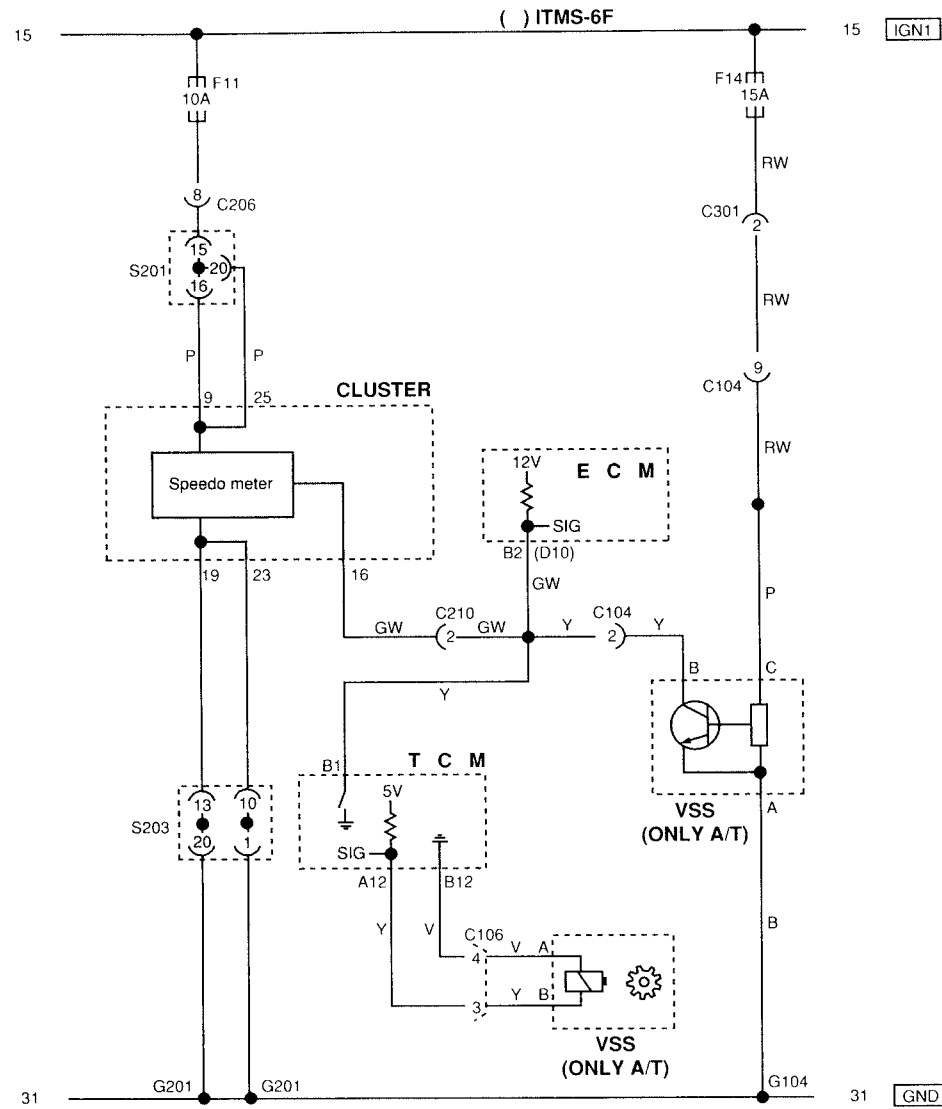 ( ) ITMS-6F
15
15
IGN1
F11
10A
F14
15A
RW
8
C206
C301
2
15
S201
20
16
RW
P
P
9
C104
9
25
CLUSTER
RW
Speedo meter
12V
E C M
SIG
B2
(D10)
19
23
16
GW
P
GW
C210
2
GW
Y
C104
2
Y
B
C
Y
B1
T C M
5V
VSS
(ONLY A/T)
A
13
10
S203
20
1
SIG
A12
B12
Y
V
C106
4
V
A
B
3
Y
B
VSS
(ONLY A/T)
G201
G201
G104
31
31
GND